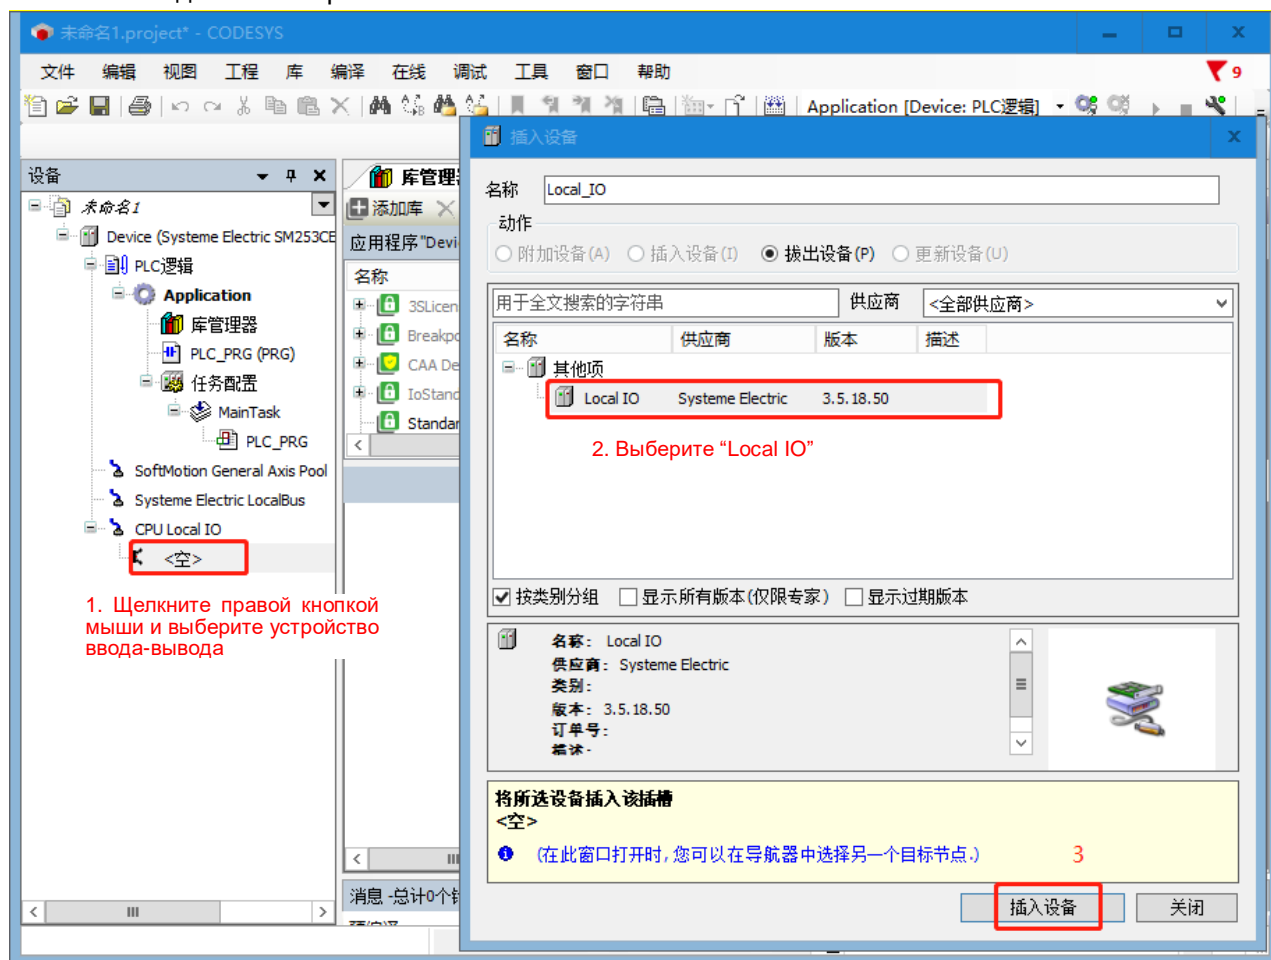 未命名1.project* - CODESYS
文件 编辑 视图 工程 库 编译 在线 调试 工具 窗口 帮助
9
Application [Device: PLC逻辑]
设备
未命名1
Device (Systeme Electric SM253CE
PLC逻辑
Application
库管理器
PLC_PRG (PRG)
任务配置
MainTask
PLC_PRG
SoftMotion General Axis Pool
Systeme Electric LocalBus
CPU Local IO
<空>
1. Щелкните правой кнопкой
мыши и выберите устройство
ввода-вывода
库管理
添加库
应用程序"Devi
名称
3SLicen
Breakpo
CAA De
IoStand
Standar
消息 -总计0个
插入设备
名称 Local_IO
动作
附加设备(A) 插入设备(I) 拔出设备(P) 更新设备(U)
用于全文搜索的字符串 供应商 <全部供应商>
名称 供应商 版本 描述
其他项
Local IO Systeme Electric 3.5.18.50
2. Выберите “Local IO”
按类别分组 显示所有版本(仅限专家) 显示过期版本
名称: Local IO
供应商: Systeme Electric
类别:
版本: 3.5.18.50
订单号:
描述:
将所选设备插入该插槽
<空>
(在此窗口打开时,您可以在导航器中选择另一个目标节点.)
3
插入设备 关闭